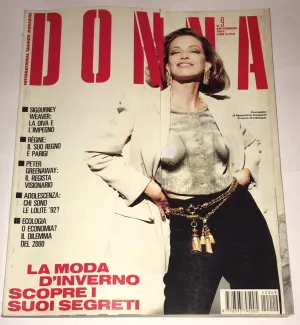 INTERNATIONAL FASHION MAGAZINE
DONNA
SIGOURNEY
WEAVER:
LA DIVA E
L'IMPEGNO
RÉGINE:
IL SUO REGNO
È PARIGI
PETER
GREENAWAY:
IL REGISTA
VISIONARIO
ADOLESCENZA:
CHI SONO
LE LOLITE '92?
ECOLOGIA
O ECONOMIA?
IL DILEMMA
DEL 2000
LA MODA
D'INVERNO
SCOPRE I
SUOI SEGRETI